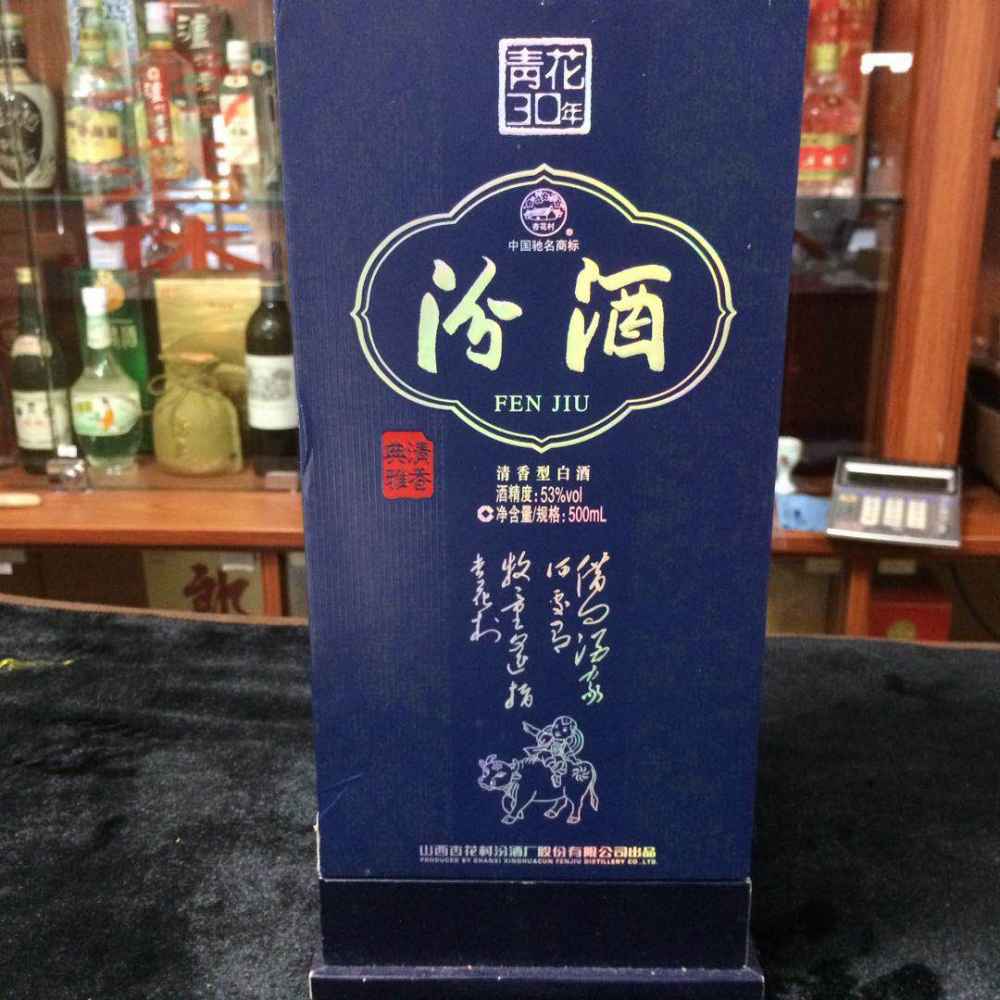 青花
30年
杏花村
中国驰名商标
汾酒
FEN JIU
清香
典雅
清香型白酒
酒精度:53%vol
净含量/规格:500mL
借问酒家
何处有
牧童遥指
杏花村
山西杏花村汾酒厂股份有限公司出品
PRODUCED BY SHANXI XINGHUACUN FENJIU DISTILLERY CO.,LTD.